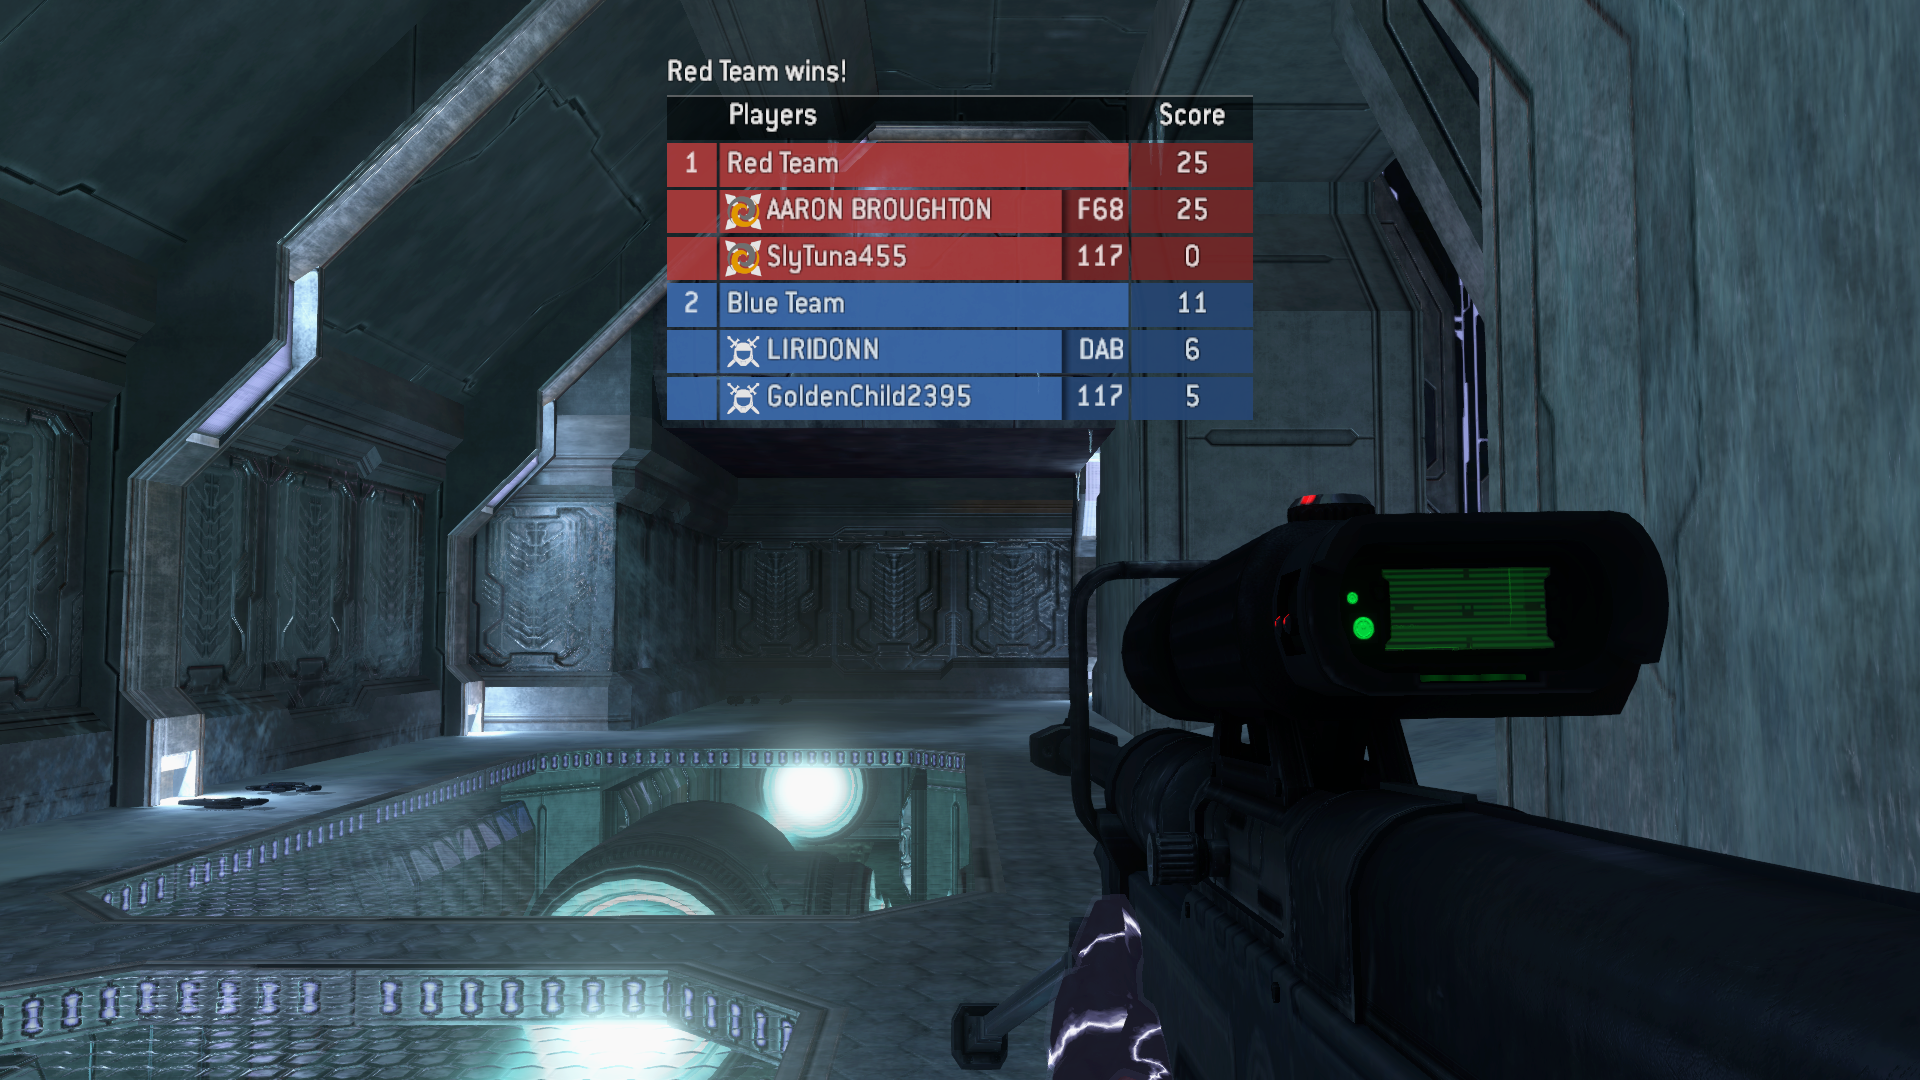 Red Team wins!
Players Score
1 Red Team 25
AARON BROUGHTON F68 25
SlyTuna455 117 0
2 Blue Team 11
LIRIDONN DAB 6
GoldenChild2395 117 5